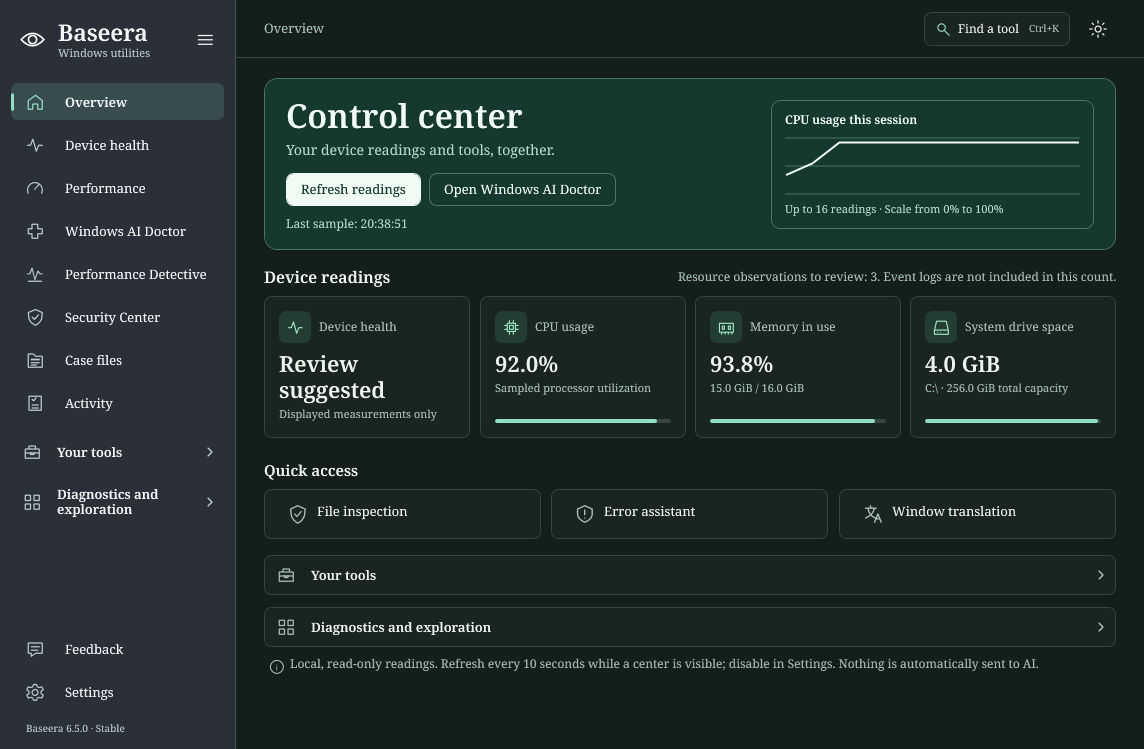 Baseera
Windows utilities
Overview
Device health
Performance
Windows AI Doctor
Performance Detective
Security Center
Case files
Activity
Your tools
Diagnostics and
exploration
Feedback
Settings
Baseera 6.5.0 · Stable
Overview
Find a tool Ctrl+K
Control center
Your device readings and tools, together.
Refresh readings
Open Windows AI Doctor
Last sample: 20:38:51
CPU usage this session
Up to 16 readings · Scale from 0% to 100%
Device readings
Resource observations to review: 3. Event logs are not included in this count.
Device health
Review
suggested
Displayed measurements only
CPU usage
92.0%
Sampled processor utilization
Memory in use
93.8%
15.0 GiB / 16.0 GiB
System drive space
4.0 GiB
C:\ · 256.0 GiB total capacity
Quick access
File inspection
Error assistant
Window translation
Your tools
Diagnostics and exploration
Local, read-only readings. Refresh every 10 seconds while a center is visible; disable in Settings. Nothing is automatically sent to AI.